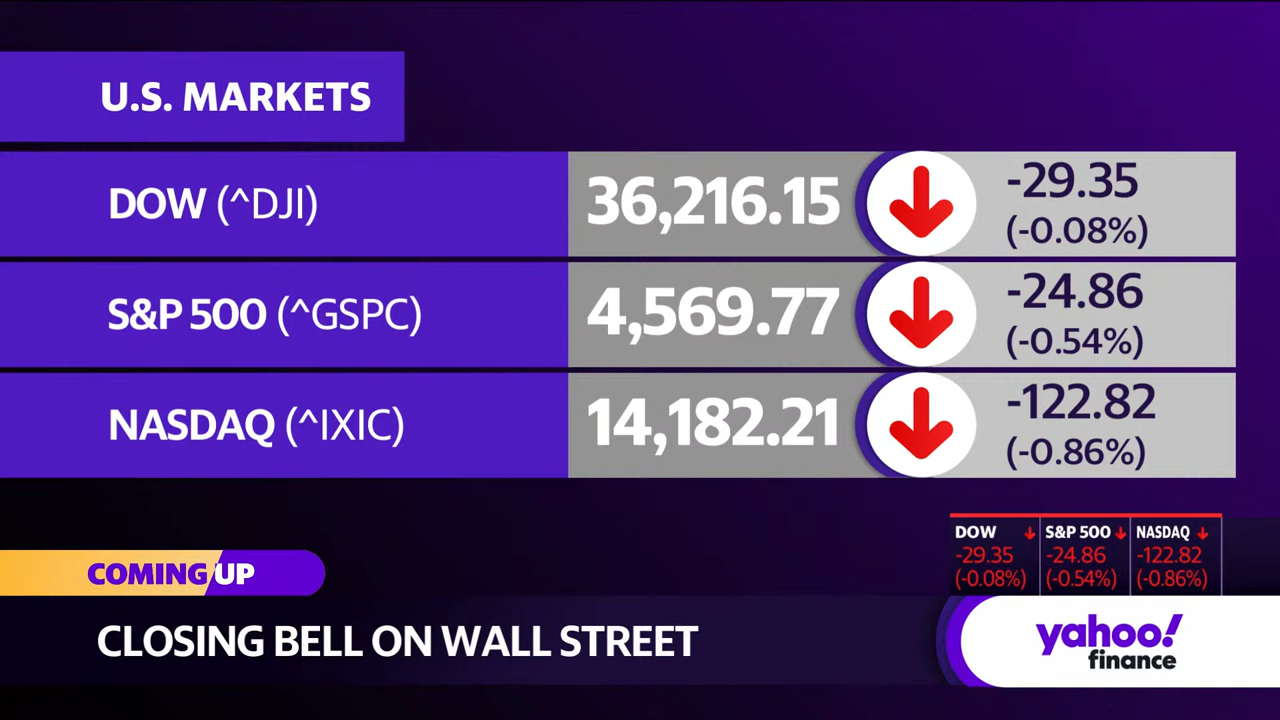 U.S. MARKETS
DOW (^DJI) 36,216.15 -29.35
(-0.08%)
S&P 500 (^GSPC) 4,569.77 -24.86
(-0.54%)
NASDAQ (^IXIC) 14,182.21 -122.82
(-0.86%)
DOW S&P 500 NASDAQ
-29.35 -24.86 -122.82
(-0.08%) (-0.54%) (-0.86%)
COMING UP
CLOSING BELL ON WALL STREET
yahoo!
finance